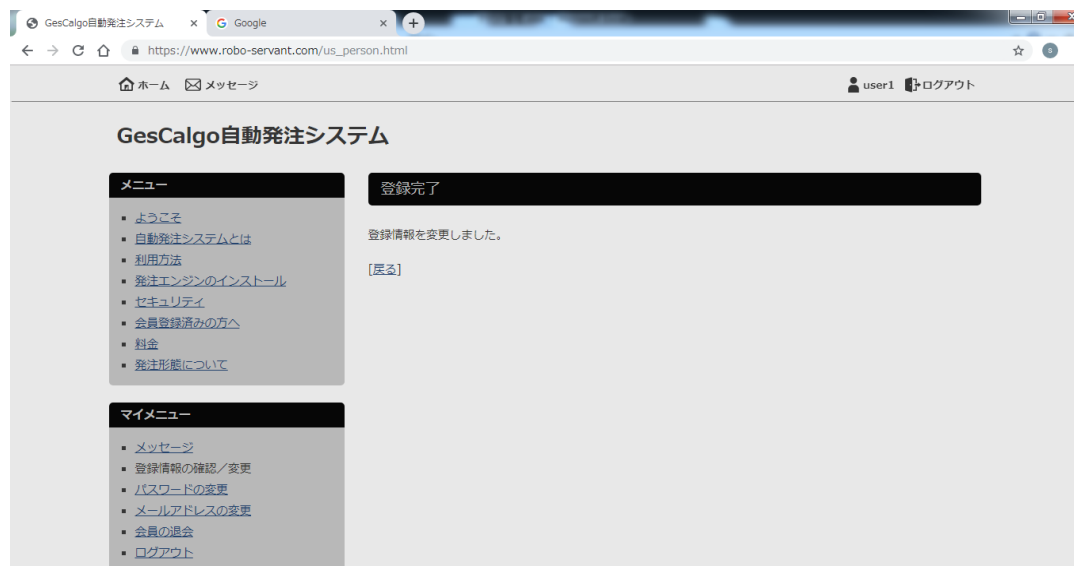 GesCalgo自動発注システム
Google
https://www.robo-servant.com/us_person.html
s
ホーム メッセージ
user1 ログアウト
GesCalgo自動発注システム
メニュー
ようこそ
自動発注システムとは
利用方法
発注エンジンのインストール
セキュリティ
会員登録済みの方へ
料金
発注形態について
マイメニュー
メッセージ
登録情報の確認／変更
パスワードの変更
メールアドレスの変更
会員の退会
ログアウト
登録完了
登録情報を変更しました。
[戻る]